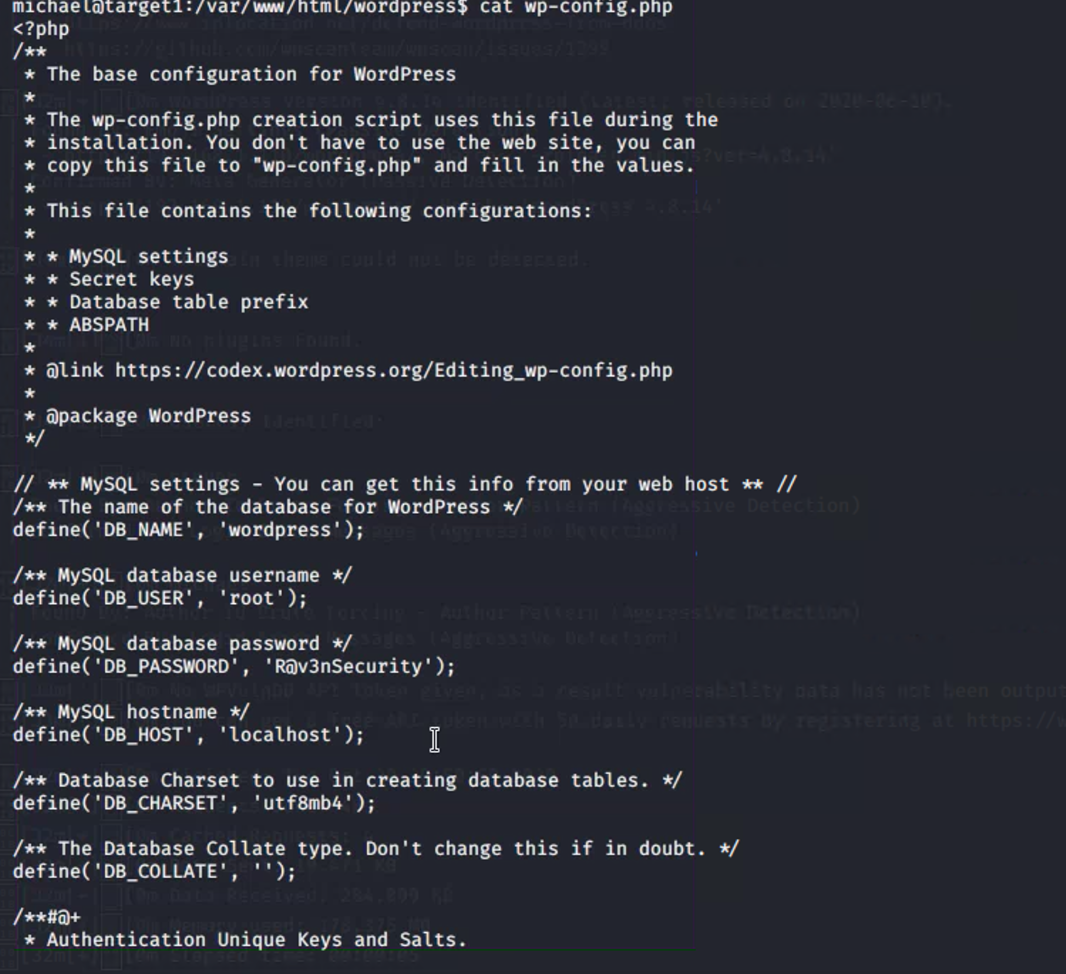 michael@target1:/var/www/html/wordpress$ cat wp-config.php
<?php
/**
 * The base configuration for WordPress
 *
 * The wp-config.php creation script uses this file during the
 * installation. You don't have to use the web site, you can
 * copy this file to "wp-config.php" and fill in the values.
 *
 * This file contains the following configurations:
 *
 * * MySQL settings
 * * Secret keys
 * * Database table prefix
 * * ABSPATH
 *
 * @link https://codex.wordpress.org/Editing_wp-config.php
 *
 * @package WordPress
 */

// ** MySQL settings - You can get this info from your web host ** //
/** The name of the database for WordPress */
define('DB_NAME', 'wordpress');

/** MySQL database username */
define('DB_USER', 'root');

/** MySQL database password */
define('DB_PASSWORD', 'R@v3nSecurity');

/** MySQL hostname */
define('DB_HOST', 'localhost');

/** Database Charset to use in creating database tables. */
define('DB_CHARSET', 'utf8mb4');

/** The Database Collate type. Don't change this if in doubt. */
define('DB_COLLATE', '');

/**#@+
 * Authentication Unique Keys and Salts.